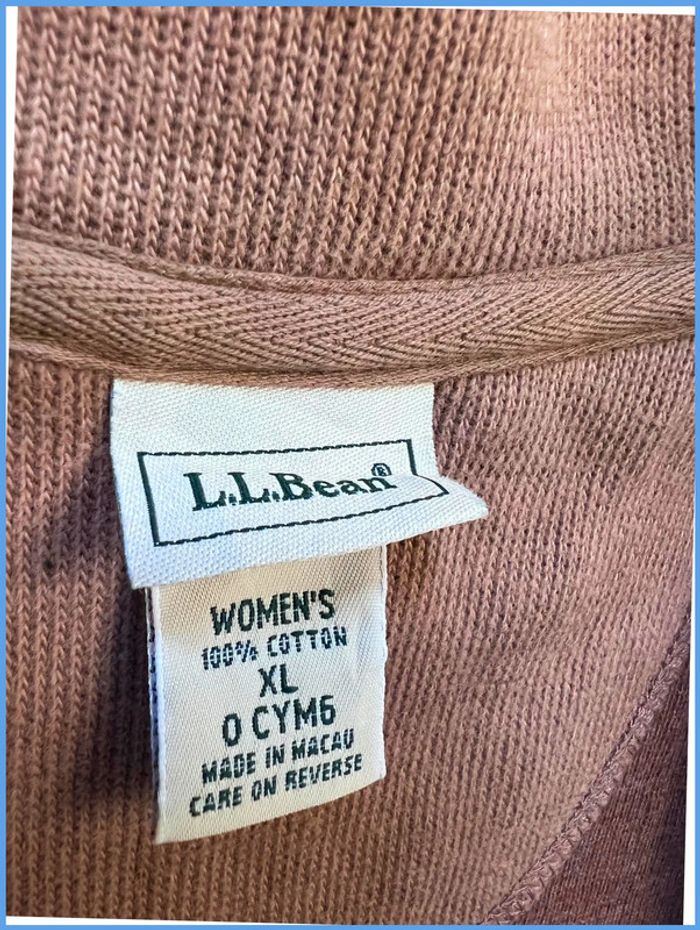 L.L.Bean®
WOMEN'S
100% COTTON
XL
0 CYM6
MADE IN MACAU
CARE ON REVERSE